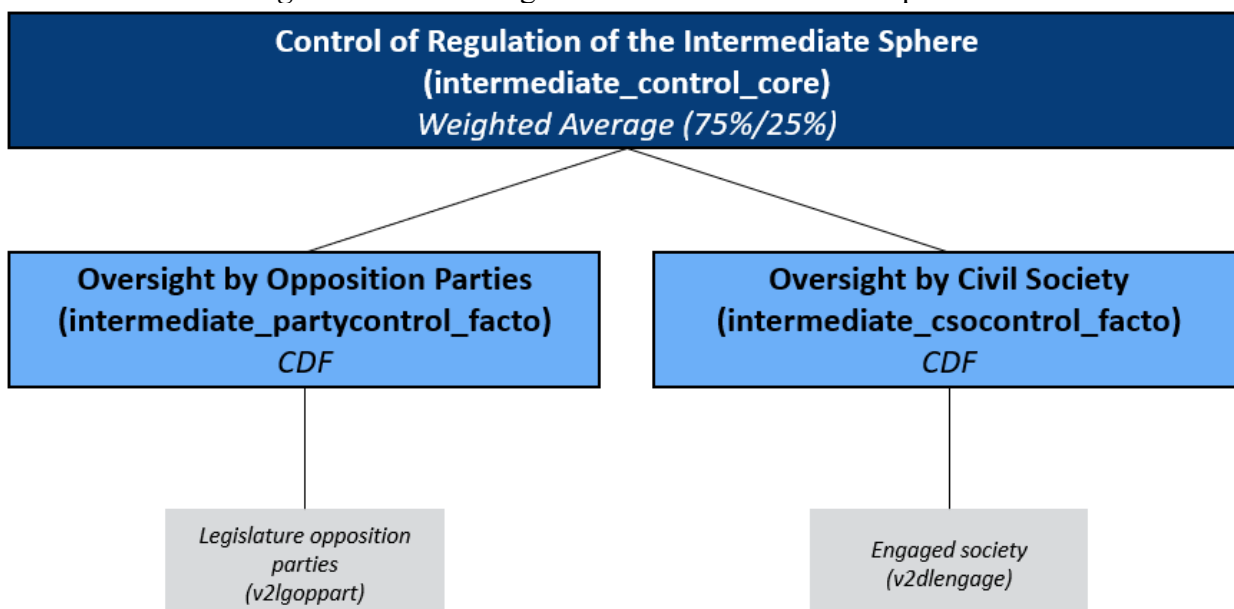 Control of Regulation of the Intermediate Sphere
(intermediate_control_core)
Weighted Average (75%/25%)
Oversight by Opposition Parties
(intermediate_partycontrol_facto)
CDF
Oversight by Civil Society
(intermediate_csocontrol_facto)
CDF
Legislature opposition
parties
(v2lgoppart)
Engaged society
(v2dlengage)